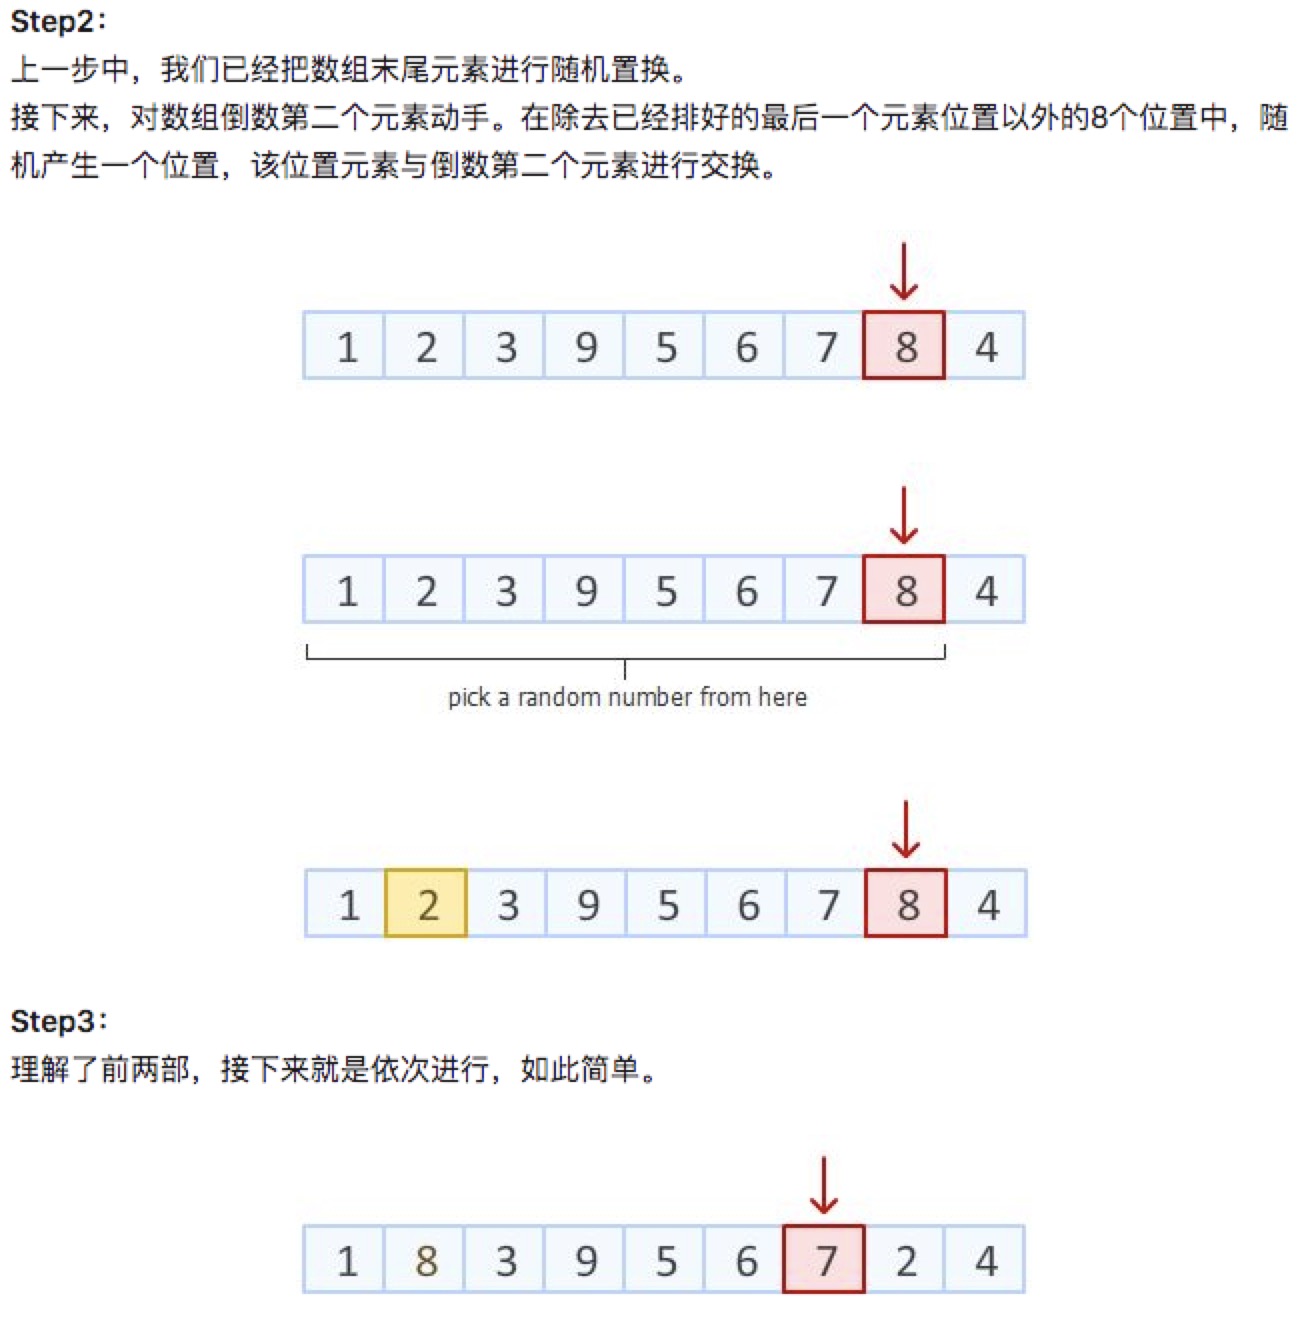 Step2：
上一步中，我们已经把数组末尾元素进行随机置换。
接下来，对数组倒数第二个元素动手。在除去已经排好的最后一个元素位置以外的8个位置中，随
机产生一个位置，该位置元素与倒数第二个元素进行交换。
1 2 3 9 5 6 7 8 4
1 2 3 9 5 6 7 8 4
pick a random number from here
1 2 3 9 5 6 7 8 4
Step3：
理解了前两部，接下来就是依次进行，如此简单。
1 8 3 9 5 6 7 2 4